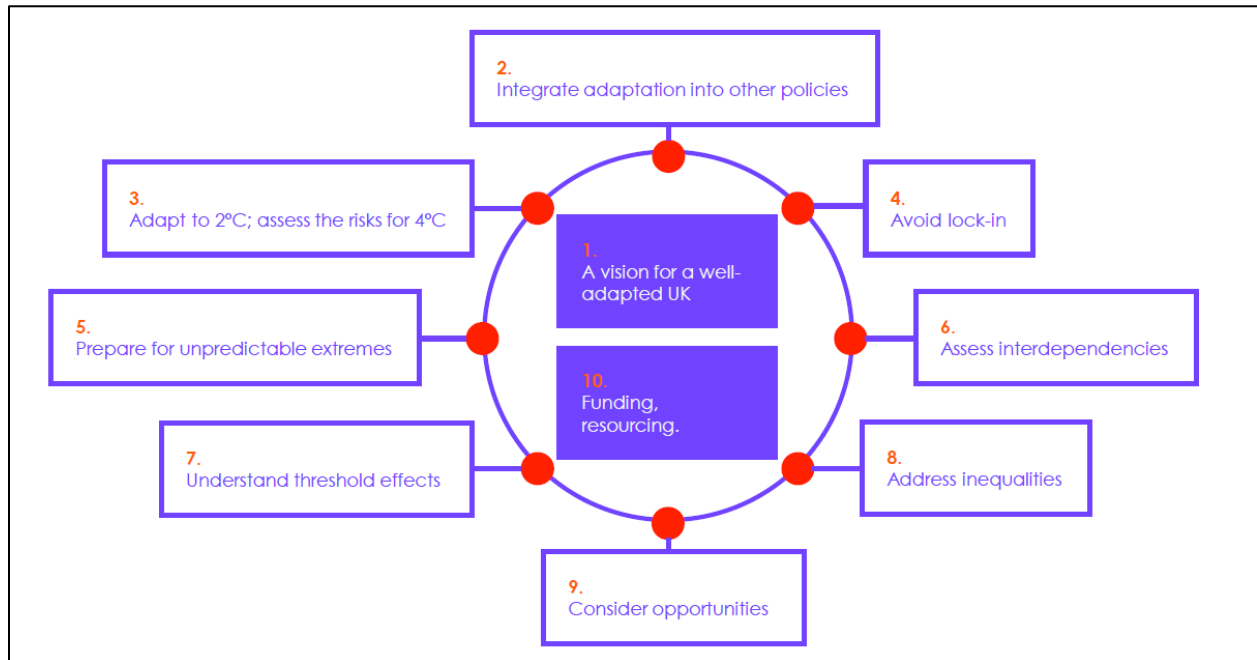 2.
Integrate adaptation into other policies
3.
Adapt to 2°C; assess the risks for 4°C
4.
Avoid lock-in
1.
A vision for a well-
adapted UK
5.
Prepare for unpredictable extremes
6.
Assess interdependencies
10.
Funding,
resourcing.
7.
Understand threshold effects
8.
Address inequalities
9.
Consider opportunities